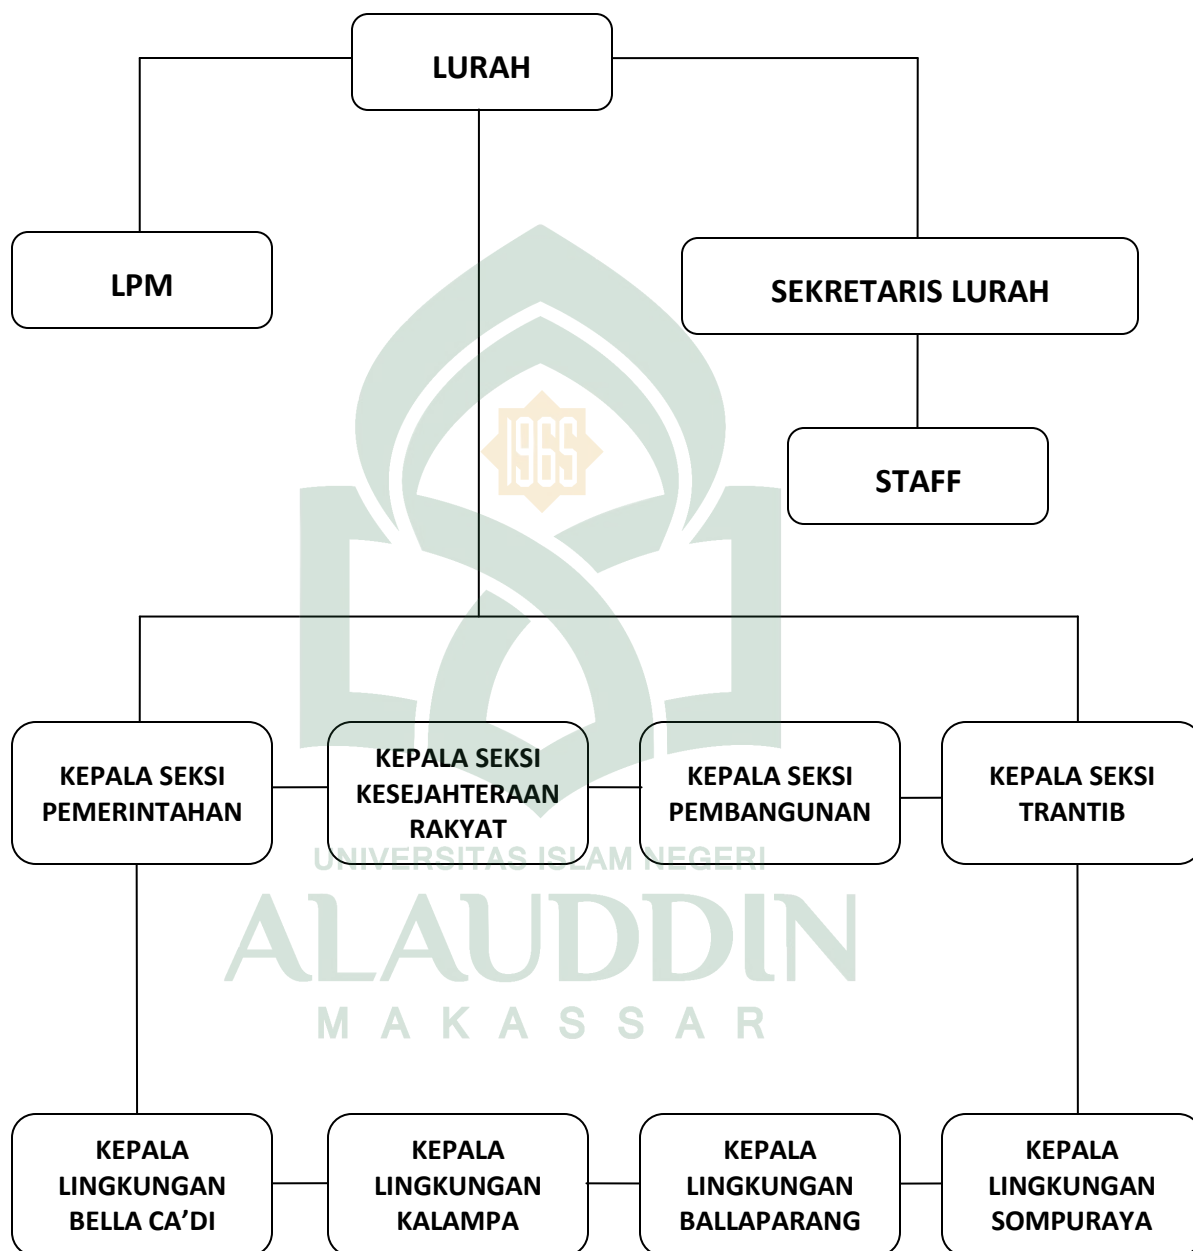 LURAH
LPM
SEKRETARIS LURAH
1965
STAFF
KEPALA SEKSI
PEMERINTAHAN
KEPALA SEKSI
KESEJAHTERAAN
RAKYAT
KEPALA SEKSI
PEMBANGUNAN
KEPALA SEKSI
TRANTIB
UNIVERSITAS ISLAM NEGERI
ALAUDDIN
MAKASSAR
KEPALA
LINGKUNGAN
BELLA CA’DI
KEPALA
LINGKUNGAN
KALAMPA
KEPALA
LINGKUNGAN
BALLAPARANG
KEPALA
LINGKUNGAN
SOMPURAYA